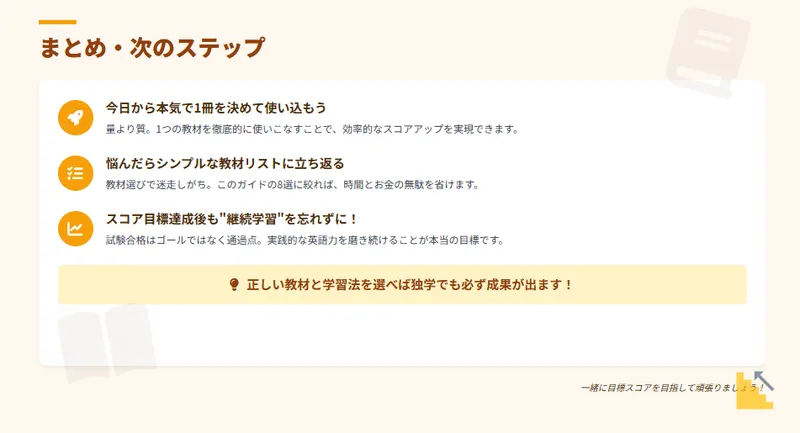 まとめ・次のステップ
今日から本気で1冊を決めて使い込もう
量より質。1つの教材を徹底的に使いこなすことで、効率的なスコアアップを実現できます。
悩んだらシンプルな教材リストに立ち返る
教材選びで迷走しがち。このガイドの8選に絞れば、時間とお金の無駄を省けます。
スコア目標達成後も"継続学習"を忘れずに！
試験合格はゴールではなく通過点。実践的な英語力を磨き続けることが本当の目標です。
正しい教材と学習法を選べば独学でも必ず成果が出ます！
一緒に目標スコアを目指して頑張りましょう！